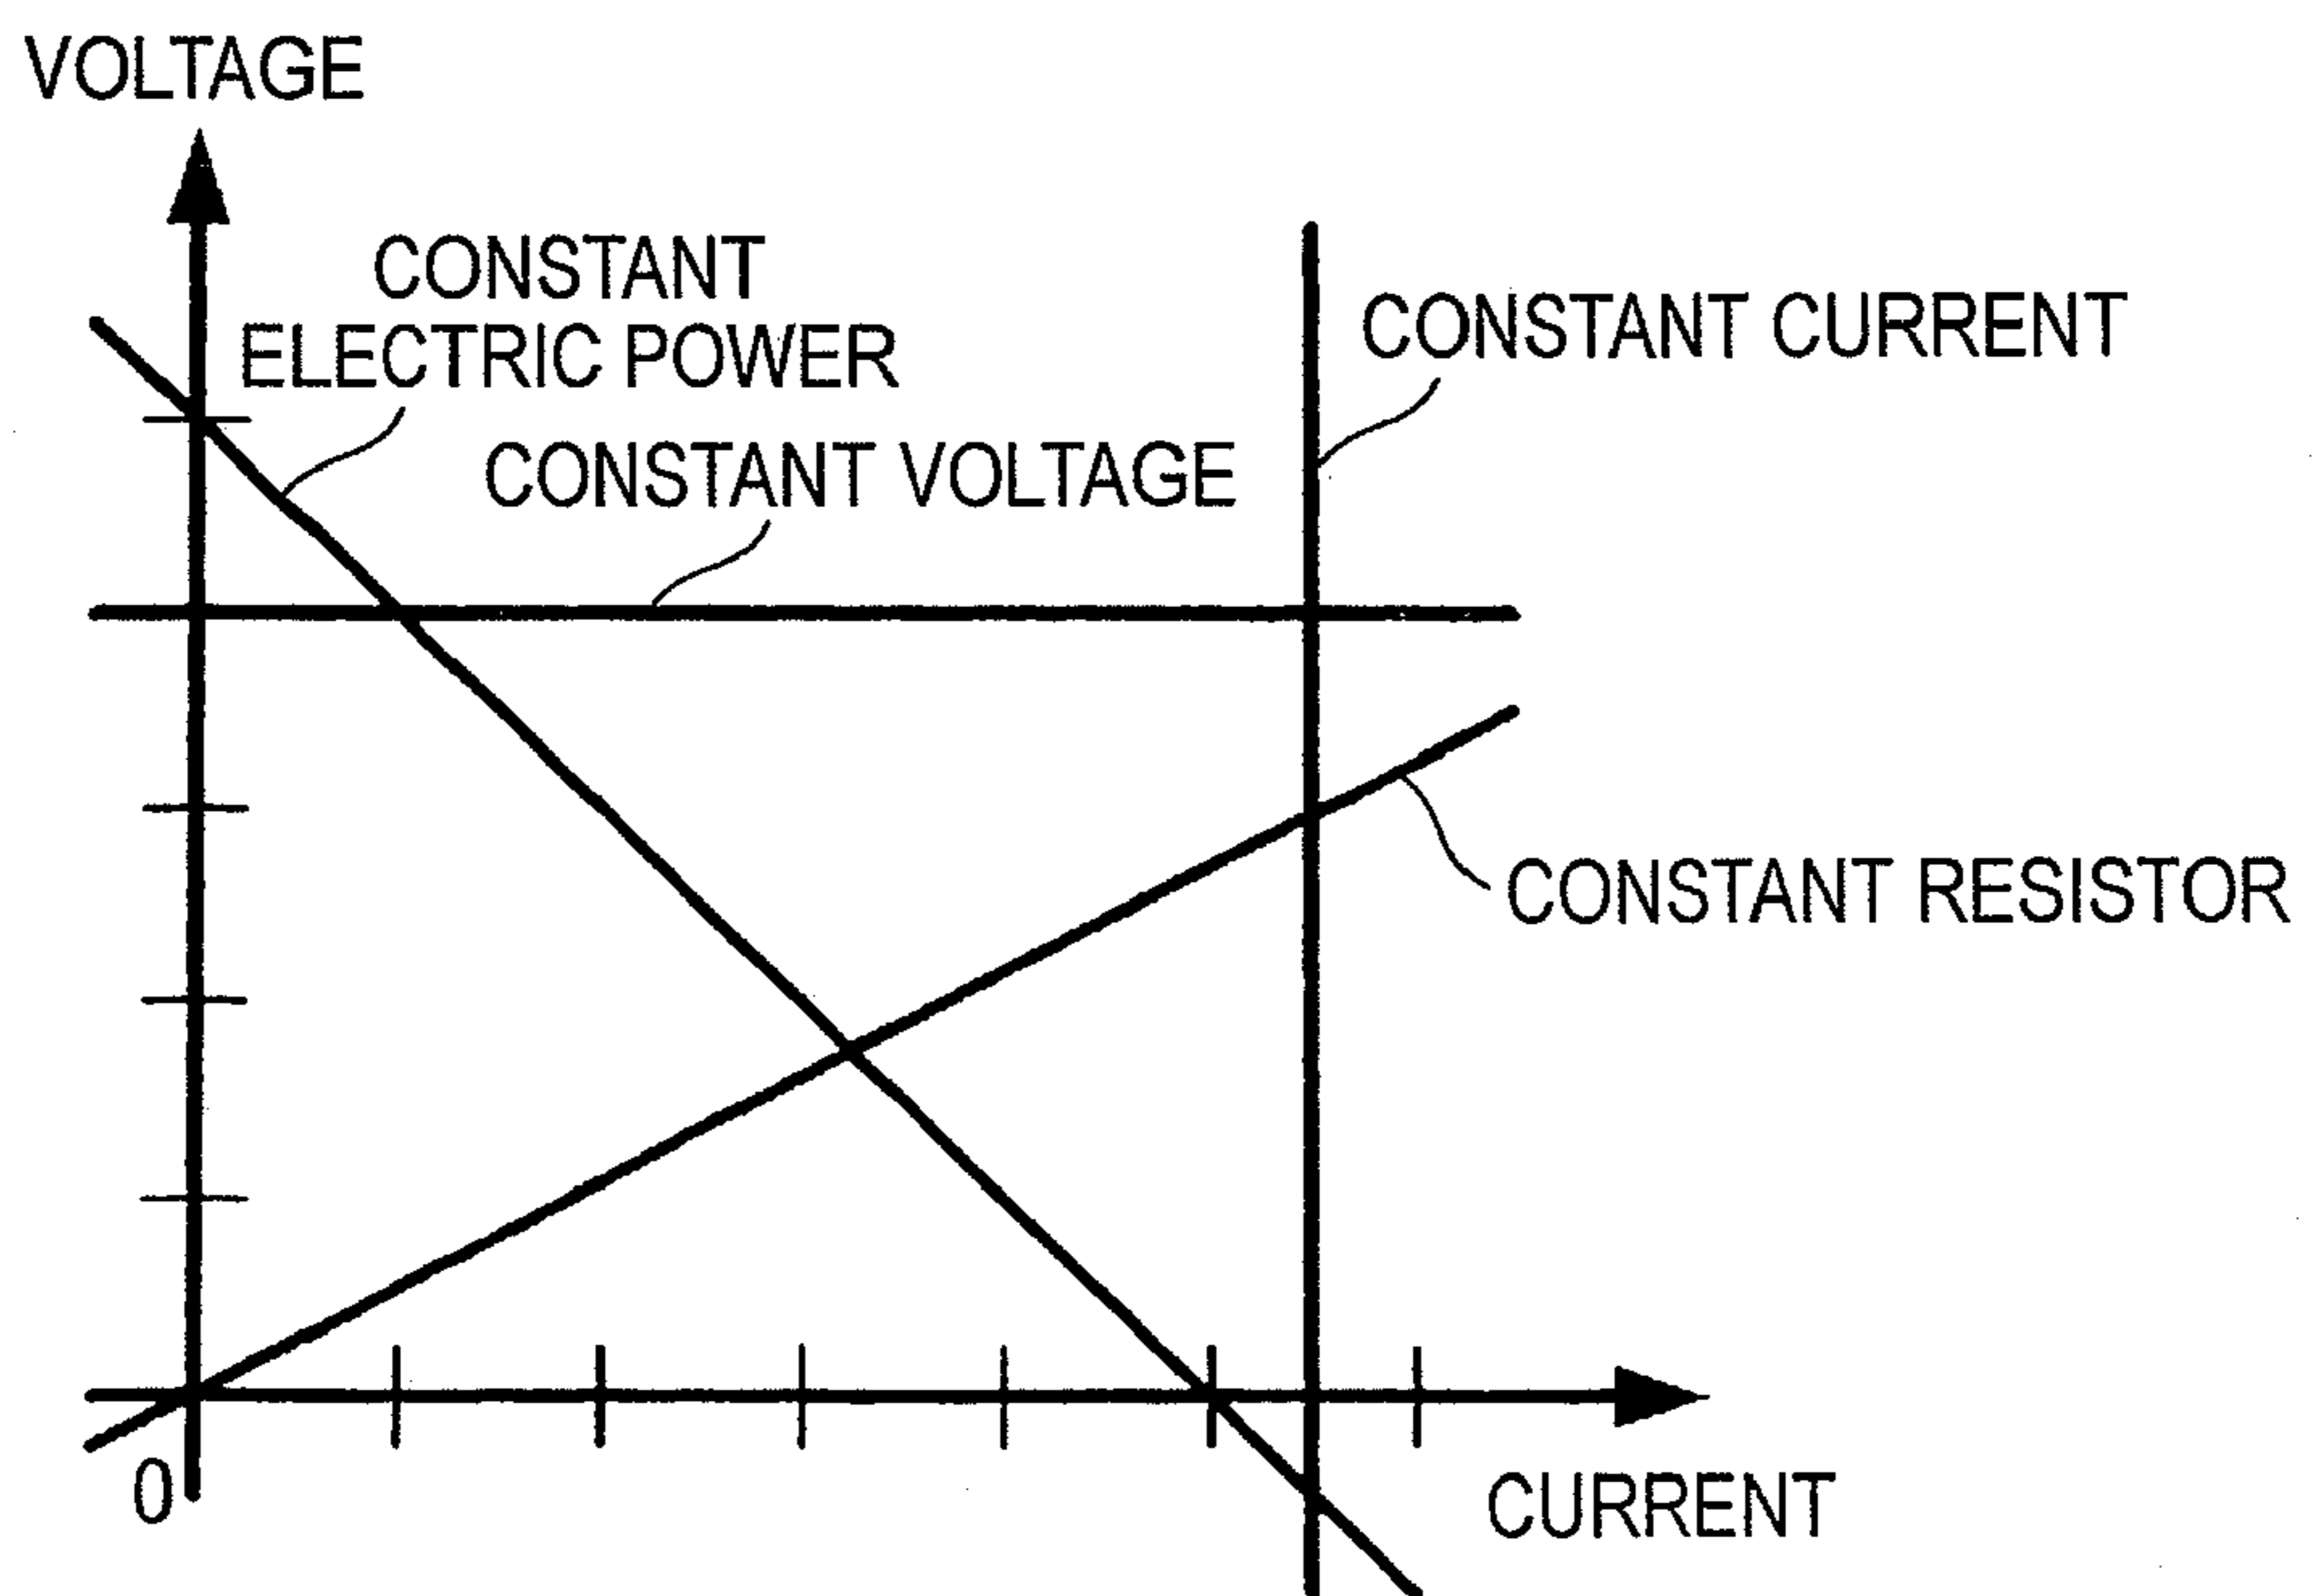 VOLTAGE
CONSTANT
ELECTRIC POWER
CONSTANT VOLTAGE
CONSTANT CURRENT
CONSTANT RESISTOR
0
CURRENT